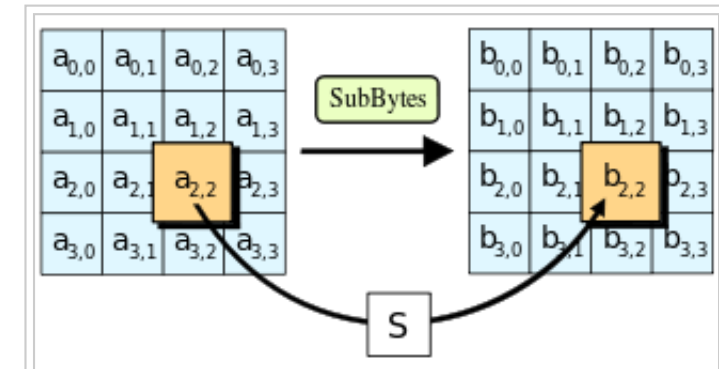 a0,0 a0,1 a0,2 a0,3
b0,0 b0,1 b0,2 b0,3
SubBytes
a1,0 a1,1 a1,2 a1,3
b1,0 b1,1 b1,2 b1,3
a2,0 a2,1 a2,2 a2,3
b2,0 b2,1 b2,2 b2,3
a3,0 a3,1 a3,2 a3,3
b3,0 b3,1 b3,2 b3,3
S